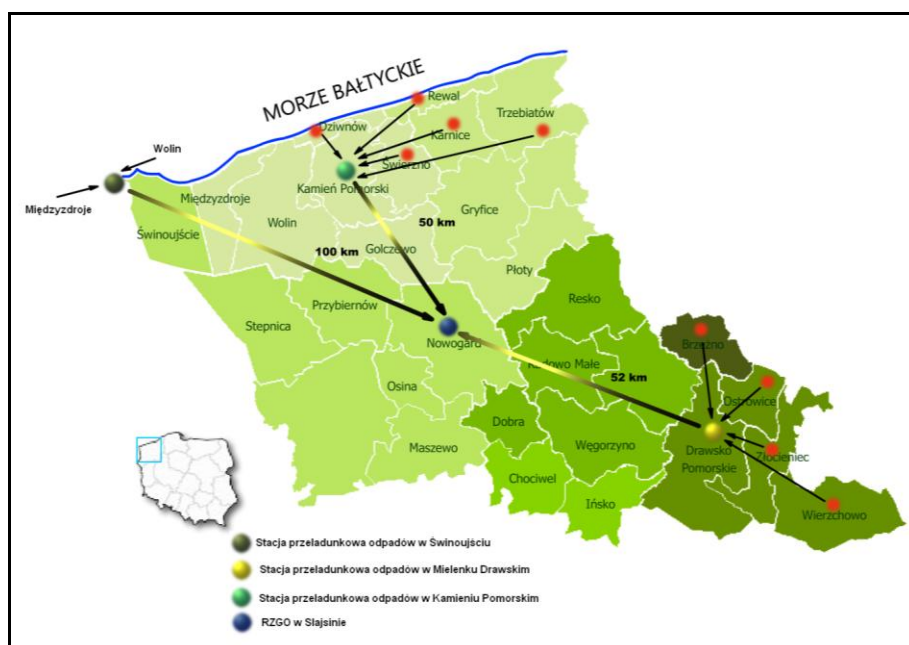 MORZE BAŁTYCKIE
Rewal
Trzebiatów
Dziwnów
Karnice
Wolin
Świerzno
Kamień Pomorski
Międzyzdroje
Międzyzdroje
Gryfice
Wolin
50 km
Świnoujście
100 km
Golczewo
Płoty
Resko
Przybiernów
Stepnica
Nowogard
Brzeżno
Radowo Małe
52 km
Osina
Ostrowice
Dobra
Maszewo
Węgorzyno
Drawsko
Pomorskie
Złocieniec
Chociwel
Ińsko
Wierzchowo
Stacja przeładunkowa odpadów w Świnoujściu
Stacja przeładunkowa odpadów w Mielenku Drawskim
Stacja przeładunkowa odpadów w Kamieniu Pomorskim
RZGO w Słajsinie